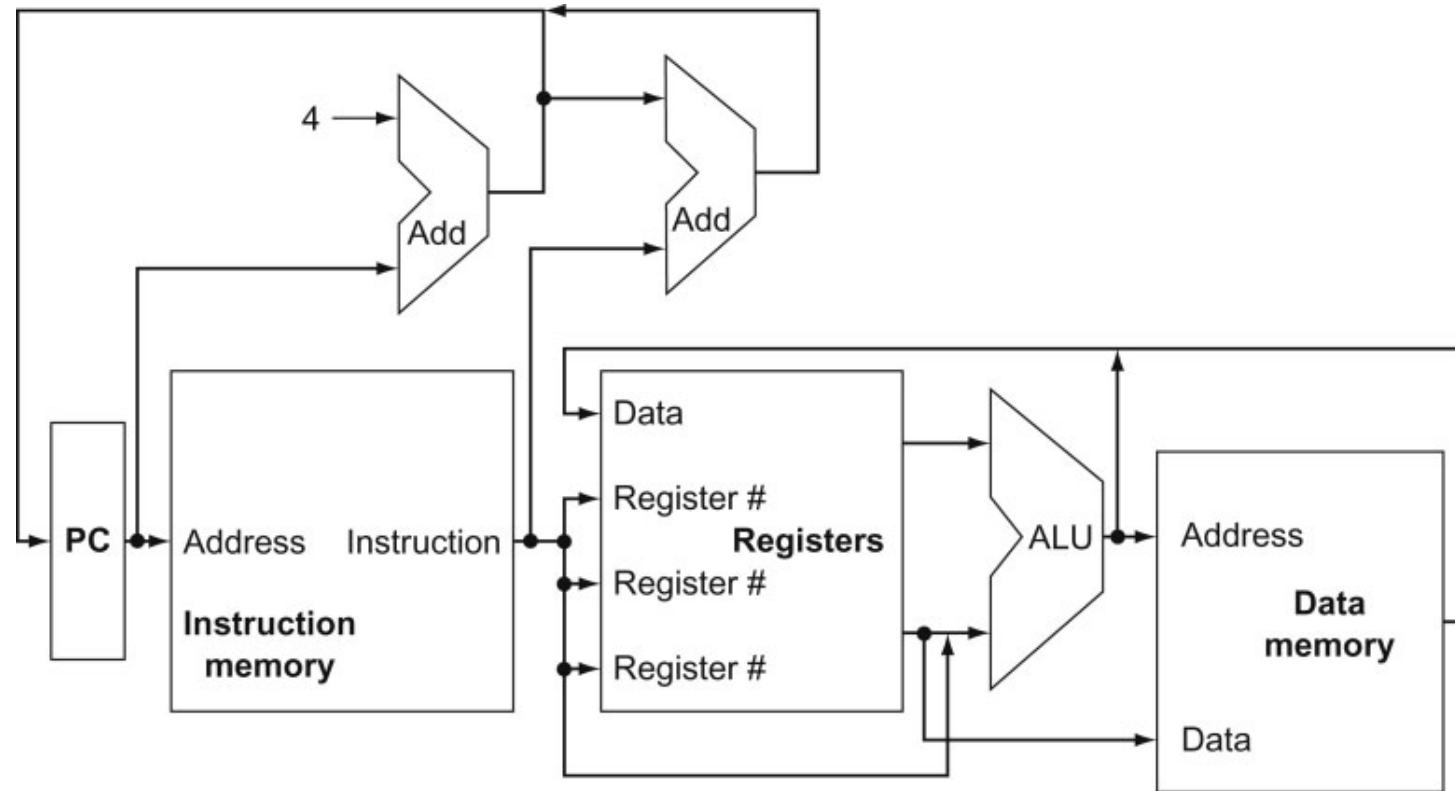 4
Add
Add
PC
Address
Instruction
Instruction
memory
Data
Register #
Registers
Register #
Register #
ALU
Address
Data
memory
Data